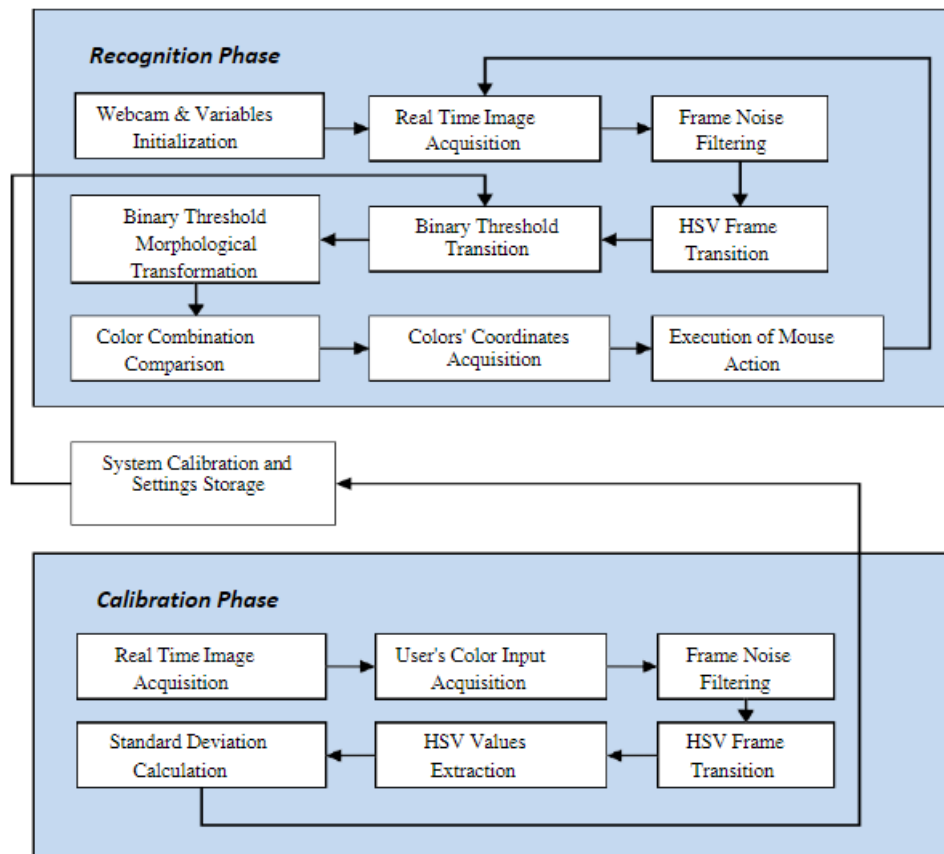 Recognition Phase
Webcam & Variables
Initialization
Real Time Image
Acquisition
Frame Noise
Filtering
Binary Threshold
Morphological
Transformation
Binary Threshold
Transition
HSV Frame
Transition
Color Combination
Comparison
Colors' Coordinates
Acquisition
Execution of Mouse
Action
System Calibration and
Settings Storage
Calibration Phase
Real Time Image
Acquisition
User's Color Input
Acquisition
Frame Noise
Filtering
Standard Deviation
Calculation
HSV Values
Extraction
HSV Frame
Transition